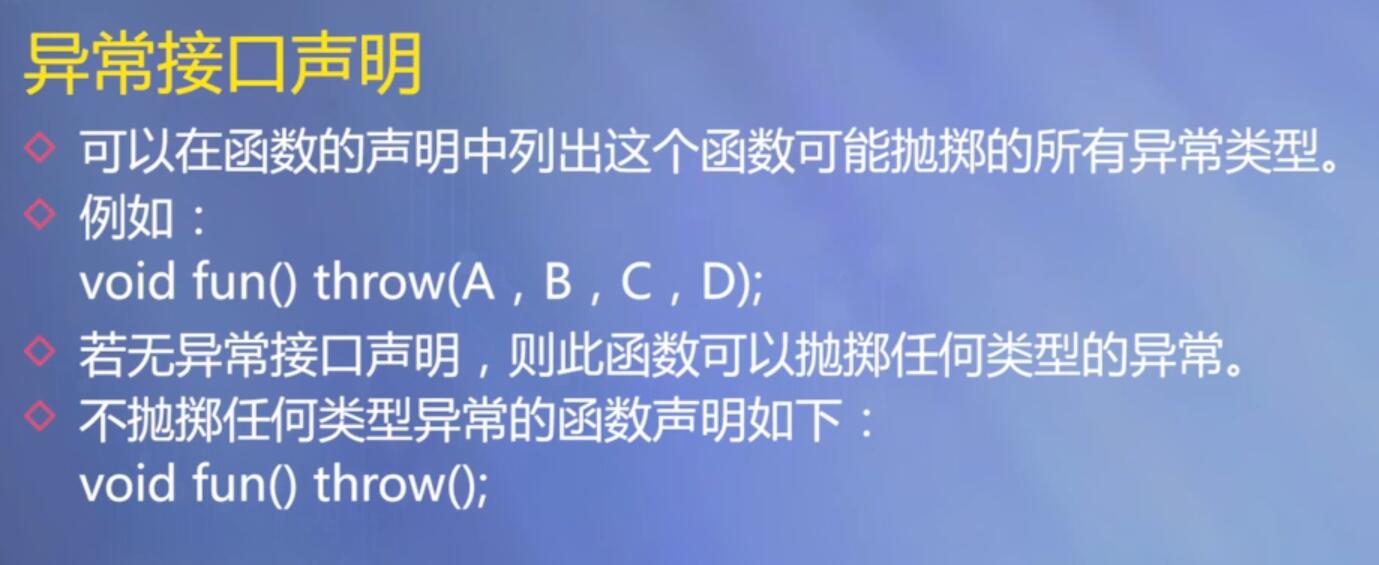 异常接口声明
可以在函数的声明中列出这个函数可能抛掷的所有异常类型。
例如：
void fun() throw(A，B，C，D);
若无异常接口声明，则此函数可以抛掷任何类型的异常。
不抛掷任何类型异常的函数声明如下：
void fun() throw();